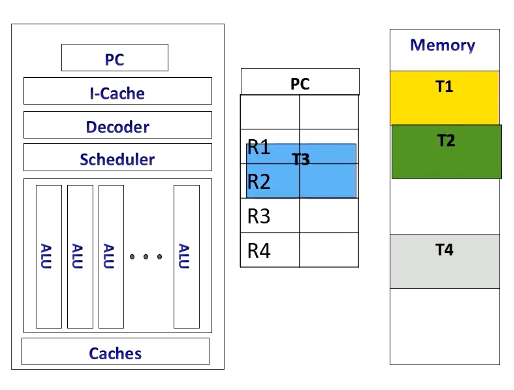 PC
I-Cache
Decoder
Scheduler
ALU
ALU
ALU
ALU
Caches
PC
R1
T3
R2
R3
R4
Memory
T1
T2
T4